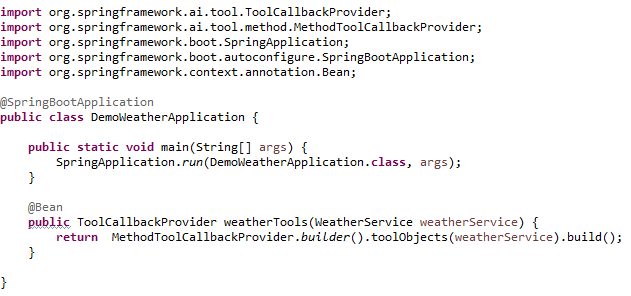 import org.springframework.ai.tool.ToolCallbackProvider;
import org.springframework.ai.tool.method.MethodToolCallbackProvider;
import org.springframework.boot.SpringApplication;
import org.springframework.boot.autoconfigure.SpringBootApplication;
import org.springframework.context.annotation.Bean;

@SpringBootApplication
public class DemoWeatherApplication {

    public static void main(String[] args) {
        SpringApplication.run(DemoWeatherApplication.class, args);
    }

    @Bean
    public ToolCallbackProvider weatherTools(WeatherService weatherService) {
        return  MethodToolCallbackProvider.builder().toolObjects(weatherService).build();
    }

}